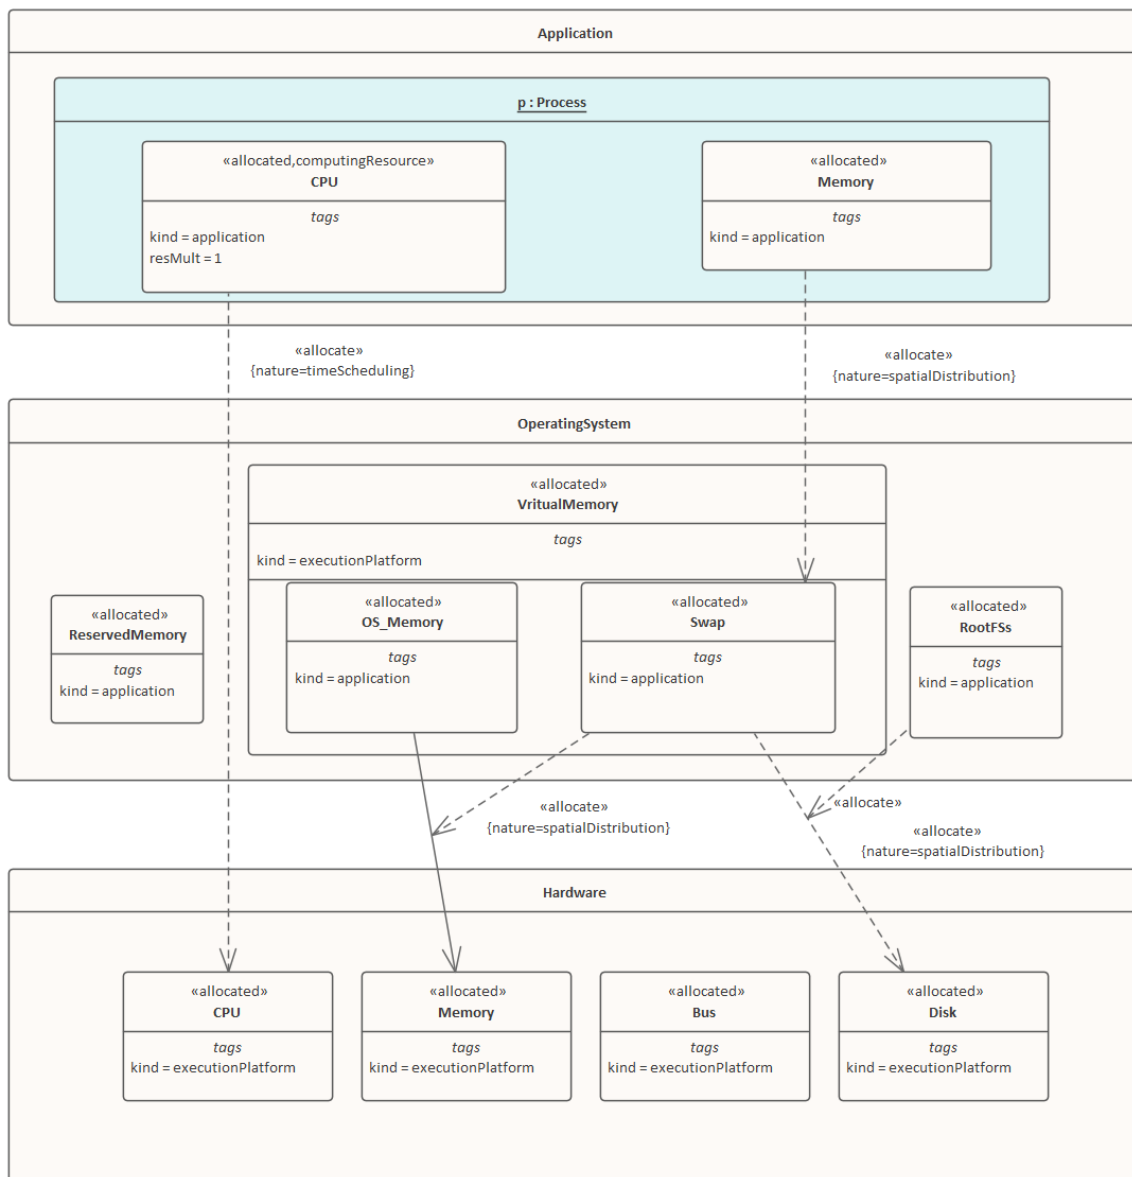 Application
p : Process
«allocated,computingResource»
CPU
tags
kind = application
resMult = 1
«allocated»
Memory
tags
kind = application
«allocate»
{nature=timeScheduling}
«allocate»
{nature=spatialDistribution}
OperatingSystem
«allocated»
VritualMemory
tags
kind = executionPlatform
«allocated»
ReservedMemory
tags
kind = application
«allocated»
OS_Memory
tags
kind = application
«allocated»
Swap
tags
kind = application
«allocated»
RootFSs
tags
kind = application
«allocate»
{nature=spatialDistribution}
«allocate»
«allocate»
{nature=spatialDistribution}
Hardware
«allocated»
CPU
tags
kind = executionPlatform
«allocated»
Memory
tags
kind = executionPlatform
«allocated»
Bus
tags
kind = executionPlatform
«allocated»
Disk
tags
kind = executionPlatform